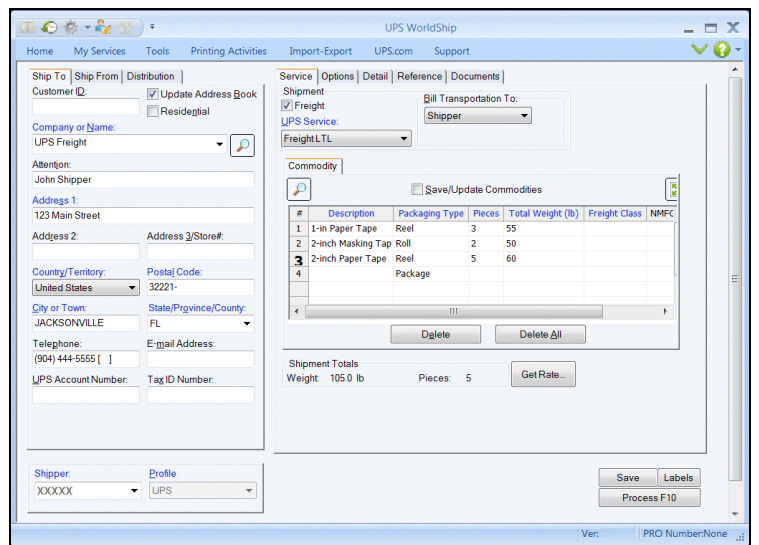 UPS WorldShip
Home My Services Tools Printing Activities Import-Export UPS.com Support
Ship To Ship From Distribution
Customer ID:
Update Address Book
Residential
Company or Name:
UPS Freight
Attention:
John Shipper
Address 1:
123 Main Street
Address 2: Address 3/Store#:
Country/Territory: Postal Code:
United States 32221-
City or Town: State/Province/County:
JACKSONVILLE FL
Telephone: E-mail Address:
(904) 444-5555 [ ]
UPS Account Number: Tax ID Number:
Shipper: Profile
XXXXX UPS
Service Options Detail Reference Documents
Shipment
Freight
Bill Transportation To:
Shipper
UPS Service:
Freight LTL
Commodity
Save/Update Commodities
# Description Packaging Type Pieces Total Weight (lb) Freight Class NMFC
1 1-in Paper Tape Reel 3 55
2 2-inch Masking Tap Roll 2 50
3 2-inch Paper Tape Reel 5 60
4 Package
Delete Delete All
Shipment Totals
Weight: 105.0 lb Pieces: 5 Get Rate...
Save Labels
Process F10
Ver: PRO Number:None